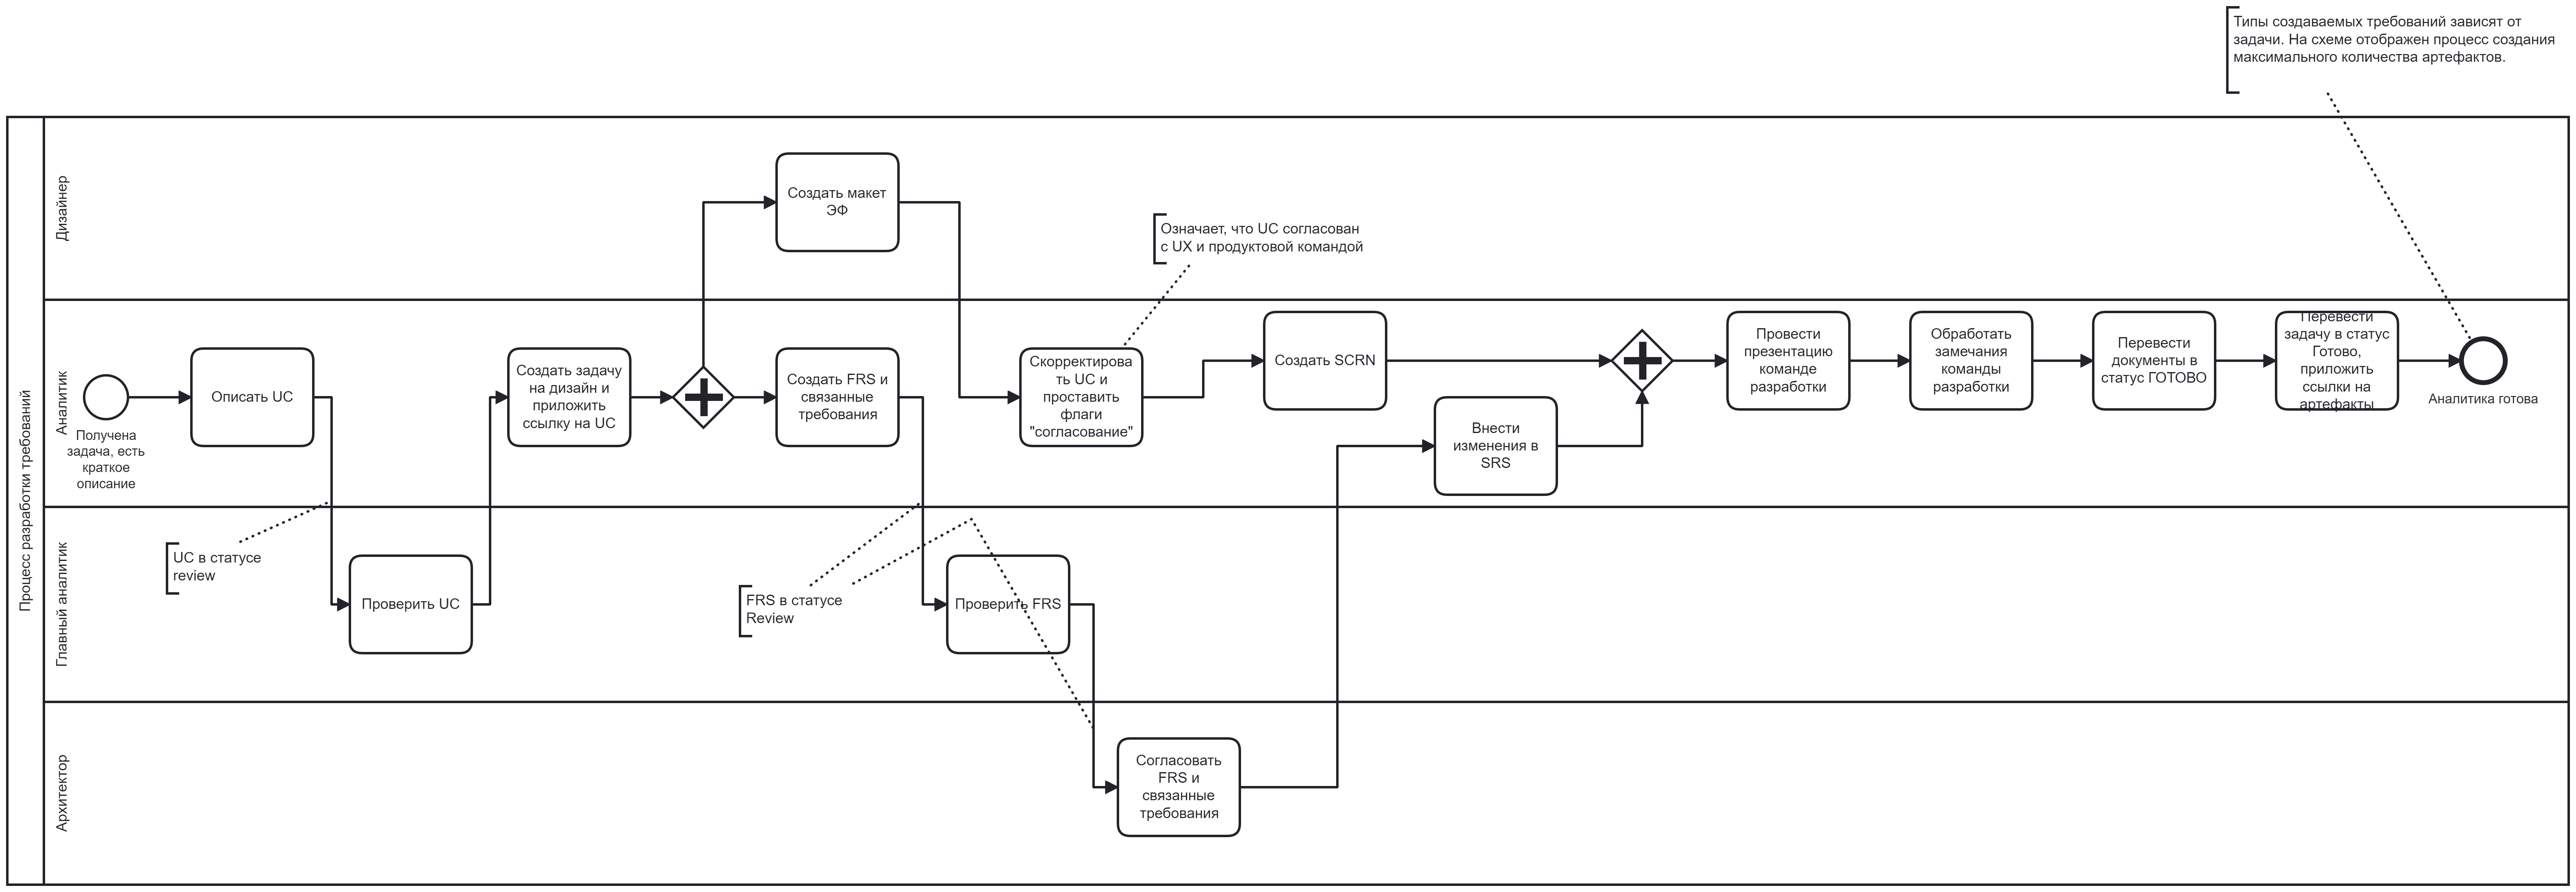 Типы создаваемых требований зависят от
задачи. На схеме отображен процесс создания
максимального количества артефактов.
Процесс разработки требований
Дизайнер
Создать макет
ЭФ
Означает, что UC согласован
с UX и продуктовой командой
Аналитик
Получена
задача, есть
краткое
описание
Описать UC
Создать задачу
на дизайн и
приложить
ссылку на UC
Создать FRS и
связанные
требования
Скорректирова
ть UC и
проставить
флаги
"согласование"
Создать SCRN
Внести
изменения в
SRS
Провести
презентацию
команде
разработки
Обработать
замечания
команды
разработки
Перевести
документы в
статус ГОТОВО
Перевести
задачу в статус
Готово,
приложить
ссылки на
артефакты
Аналитика готова
Главный аналитик
UC в статусе
review
Проверить UC
FRS в статусе
Review
Проверить FRS
Архитектор
Согласовать
FRS и
связанные
требования